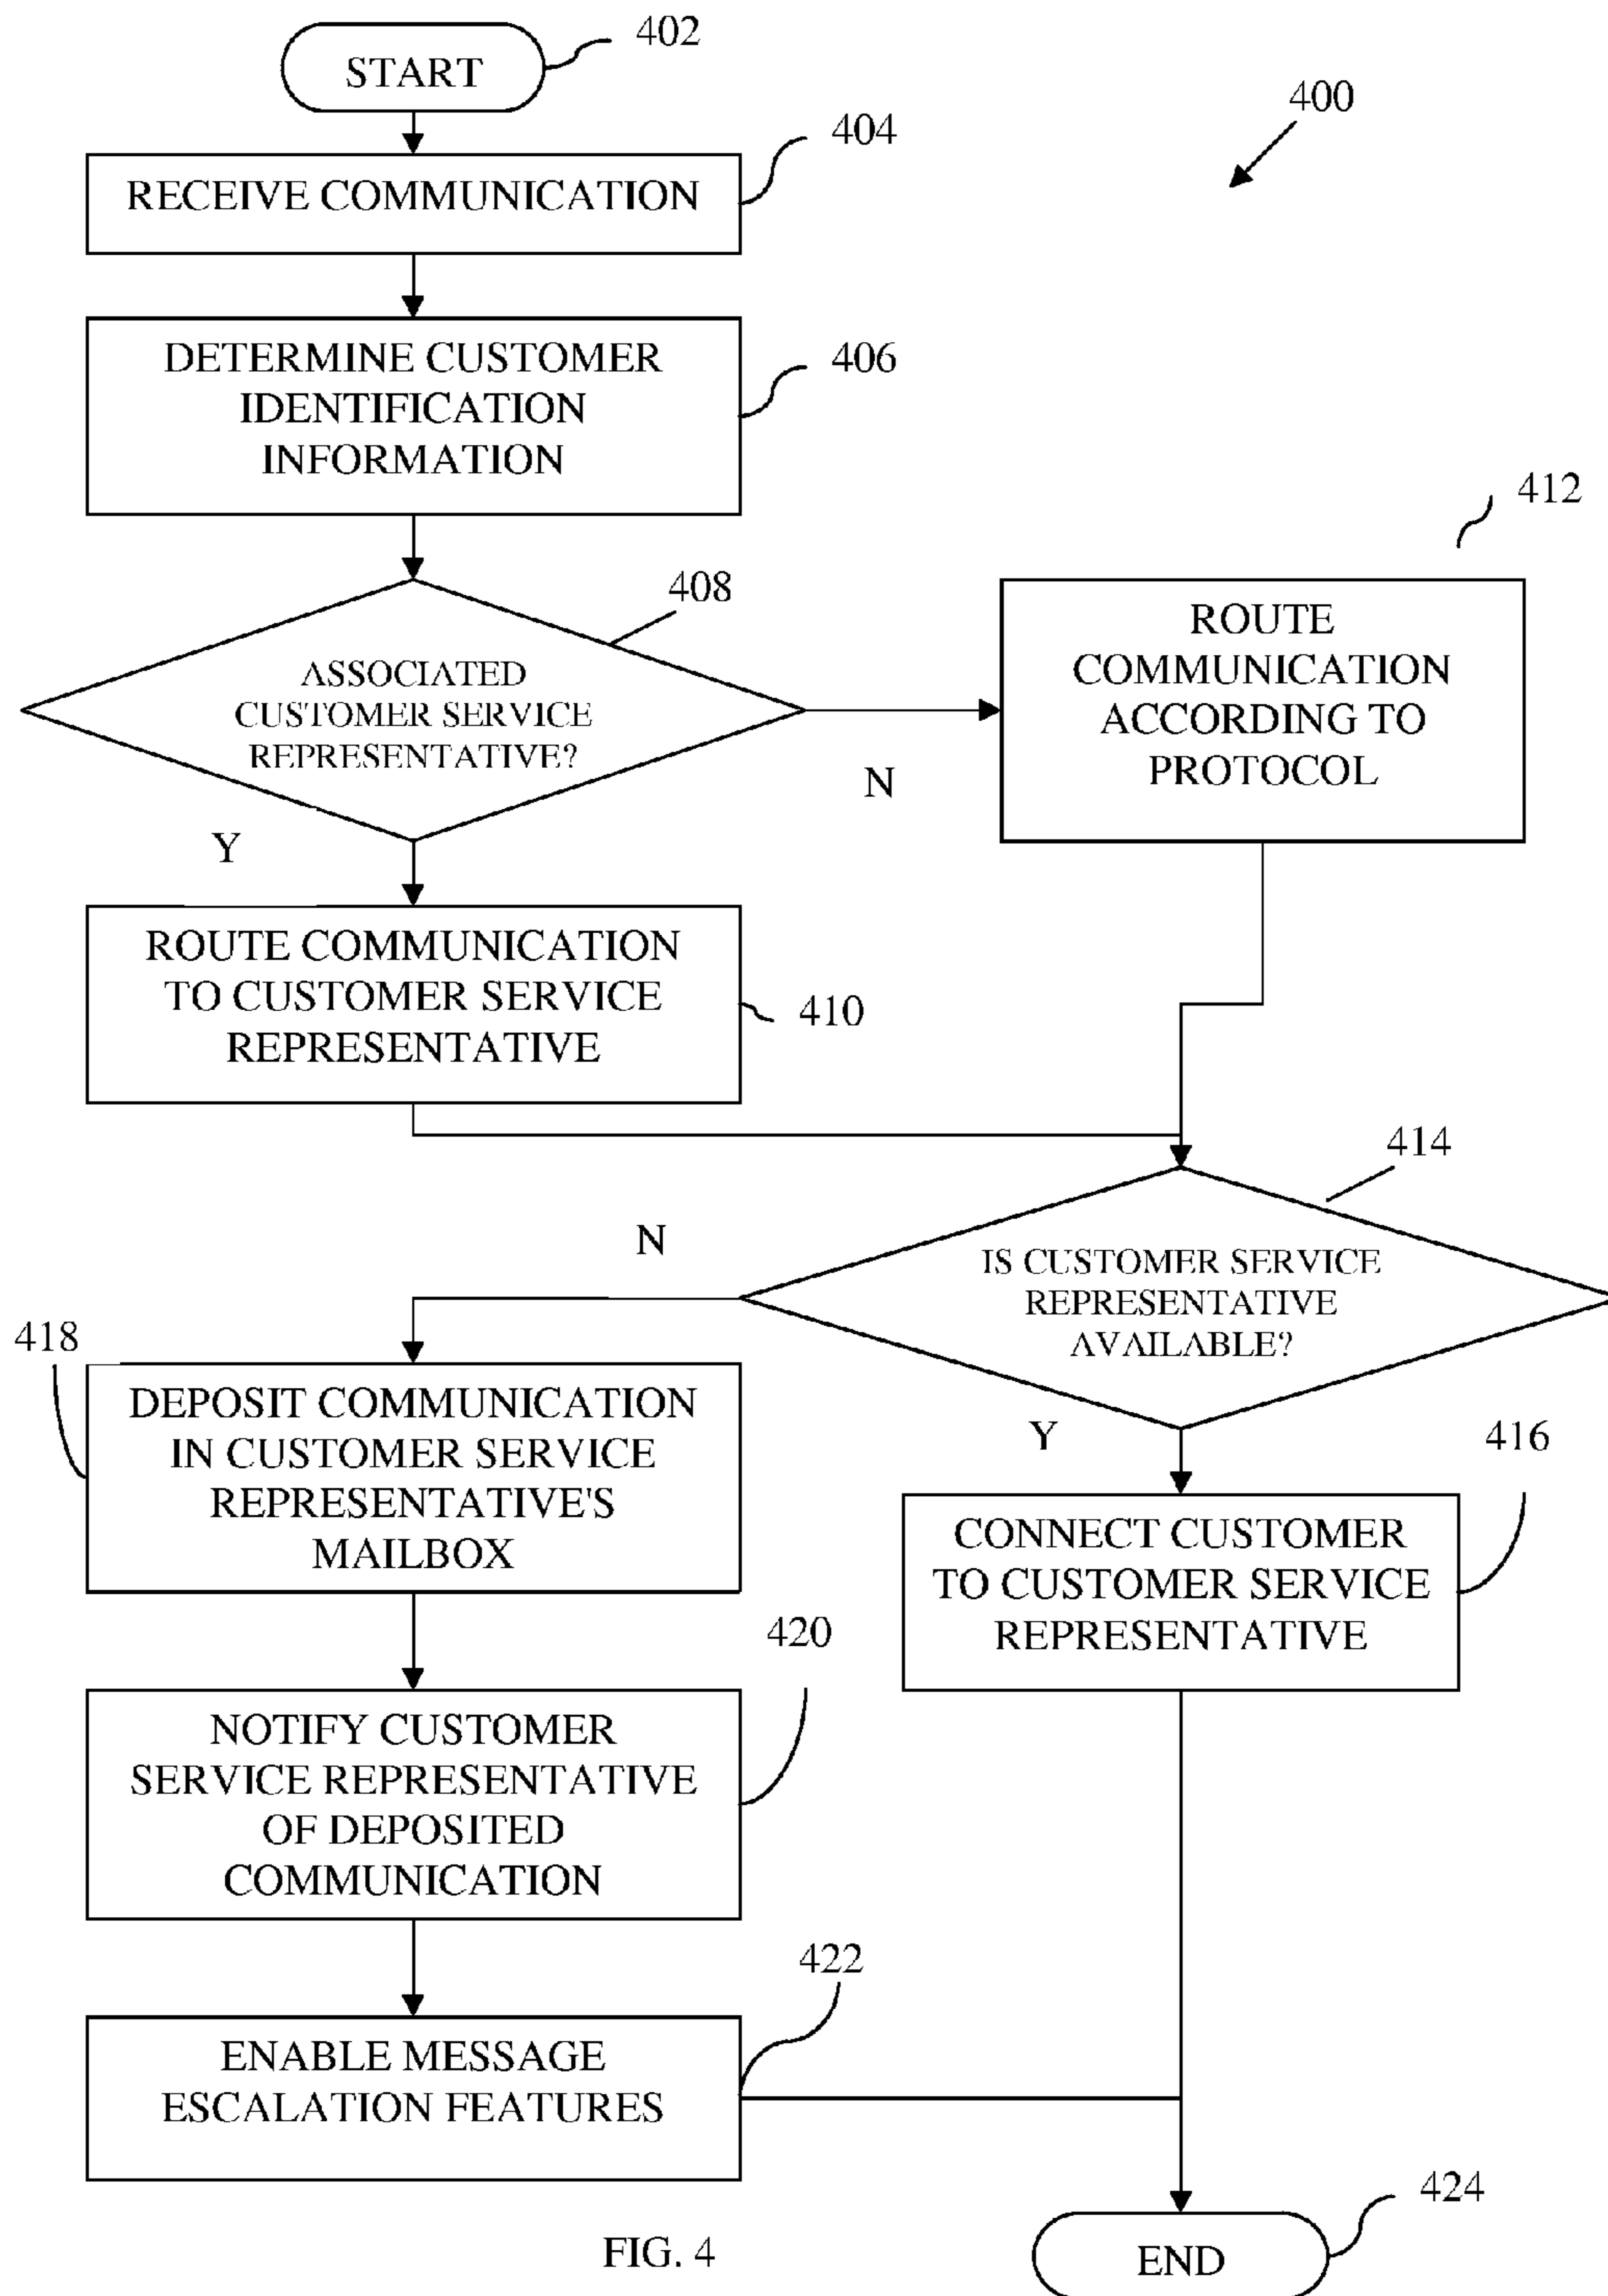 402
START
400
404
RECEIVE COMMUNICATION
DETERMINE CUSTOMER
IDENTIFICATION
INFORMATION
406
412
408
ASSOCIATED
CUSTOMER SERVICE
REPRESENTATIVE?
ROUTE
COMMUNICATION
ACCORDING TO
PROTOCOL
N
Y
ROUTE COMMUNICATION
TO CUSTOMER SERVICE
REPRESENTATIVE
410
414
N
IS CUSTOMER SERVICE
REPRESENTATIVE
AVAILABLE?
418
DEPOSIT COMMUNICATION
IN CUSTOMER SERVICE
REPRESENTATIVE'S
MAILBOX
Y
416
CONNECT CUSTOMER
TO CUSTOMER SERVICE
REPRESENTATIVE
420
NOTIFY CUSTOMER
SERVICE REPRESENTATIVE
OF DEPOSITED
COMMUNICATION
422
ENABLE MESSAGE
ESCALATION FEATURES
424
END
FIG. 4